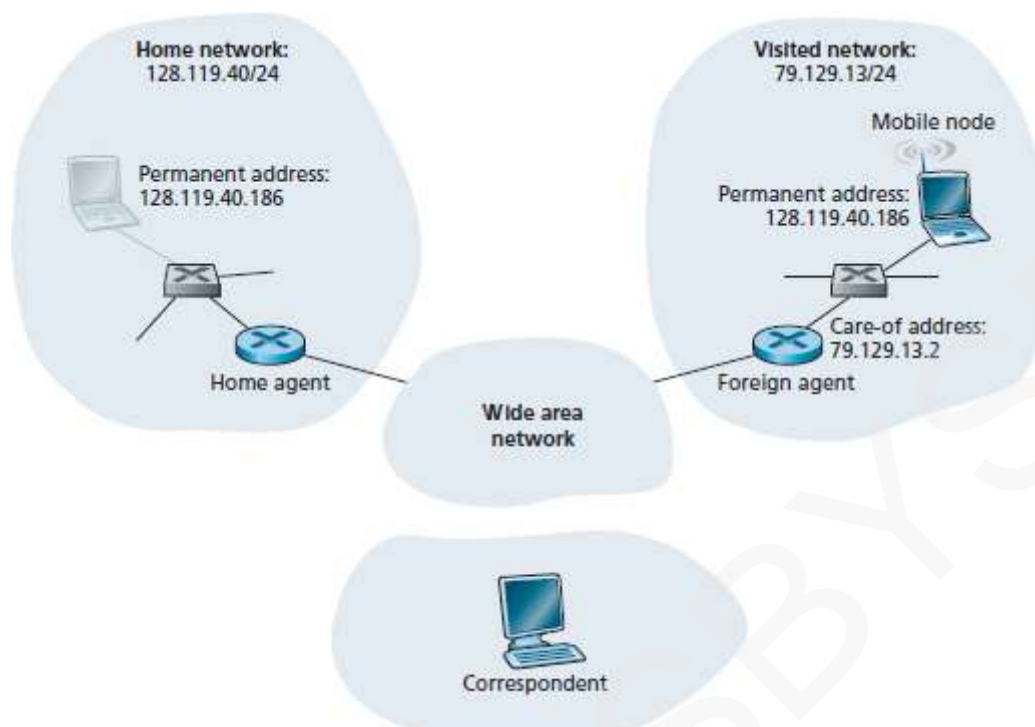 Home network:
128.119.40/24
Visited network:
79.129.13/24
Mobile node
Permanent address:
128.119.40.186
Permanent address:
128.119.40.186
Care-of address:
79.129.13.2
Home agent
Foreign agent
Wide area
network
Correspondent